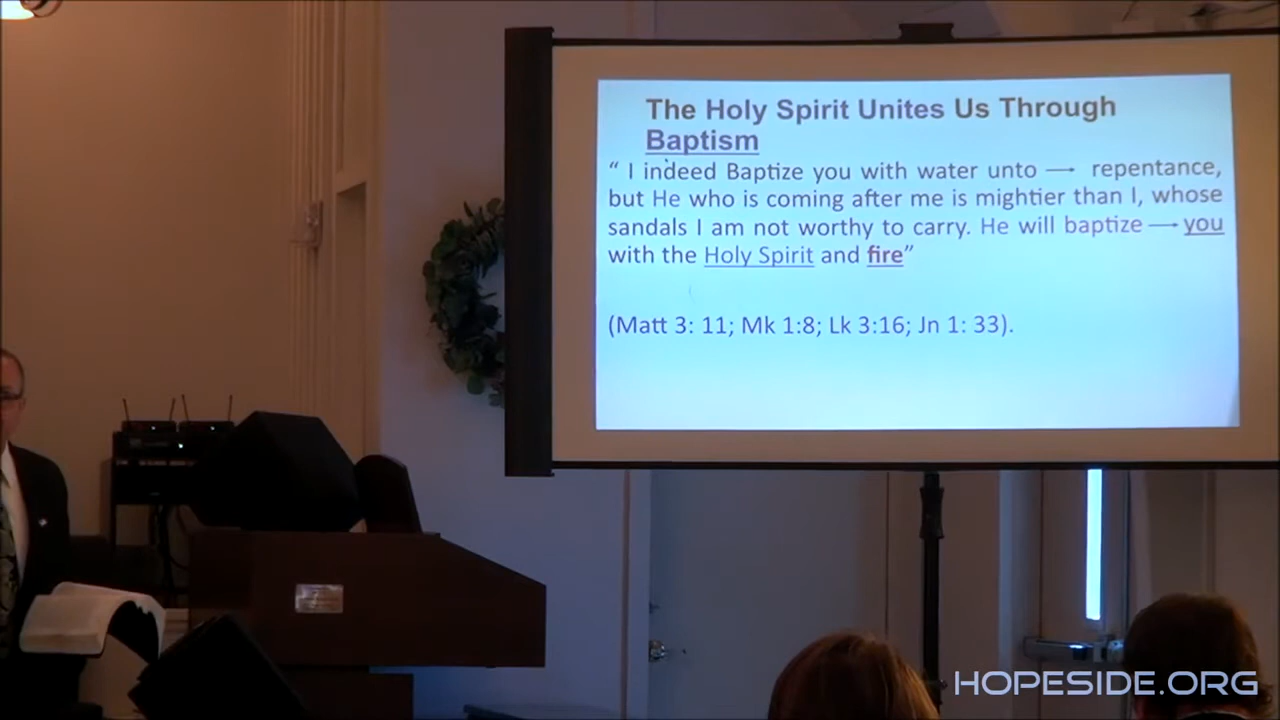 The Holy Spirit Unites Us Through
Baptism
“ I indeed Baptize you with water unto — repentance,
but He who is coming after me is mightier than I, whose
sandals I am not worthy to carry. He will baptize — you
with the Holy Spirit and fire”
(Matt 3: 11; Mk 1:8; Lk 3:16; Jn 1: 33).
HOPESIDE.ORG